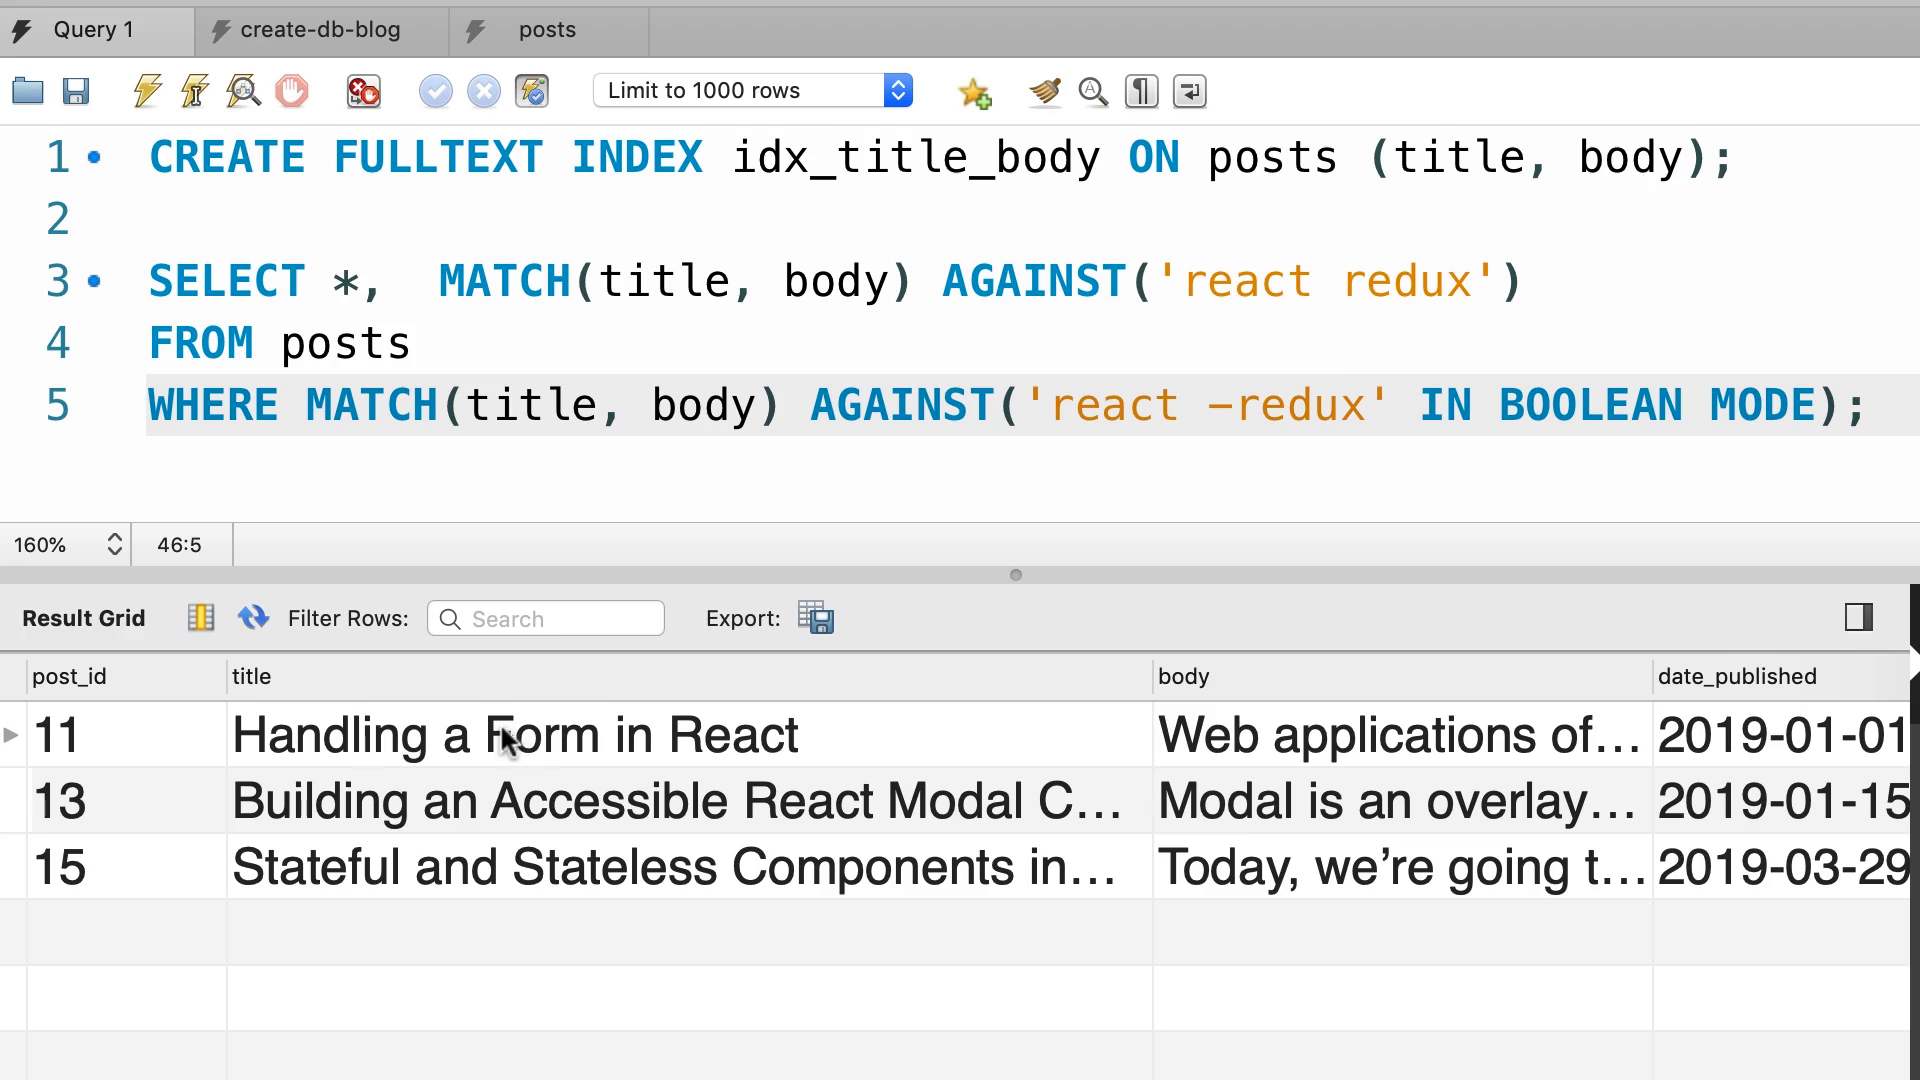 Query 1 create-db-blog posts
Limit to 1000 rows
1 CREATE FULLTEXT INDEX idx_title_body ON posts (title, body);
2
3 SELECT *,  MATCH(title, body) AGAINST('react redux')
4 FROM posts
5 WHERE MATCH(title, body) AGAINST('react -redux' IN BOOLEAN MODE);
160% 46:5
Result Grid Filter Rows: Search Export:
post_id title body date_published
11 Handling a Form in React Web applications of... 2019-01-01
13 Building an Accessible React Modal C... Modal is an overlay... 2019-01-15
15 Stateful and Stateless Components in... Today, we’re going t... 2019-03-29